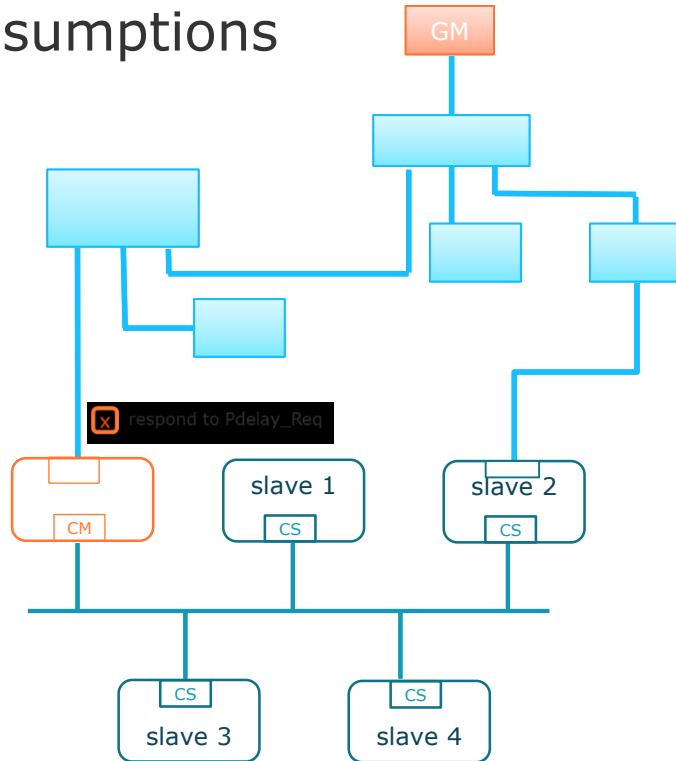 sumptions
GM
x respond to Pdelay_Req
CM
slave 1
CS
slave 2
CS
CS
slave 3
CS
slave 4